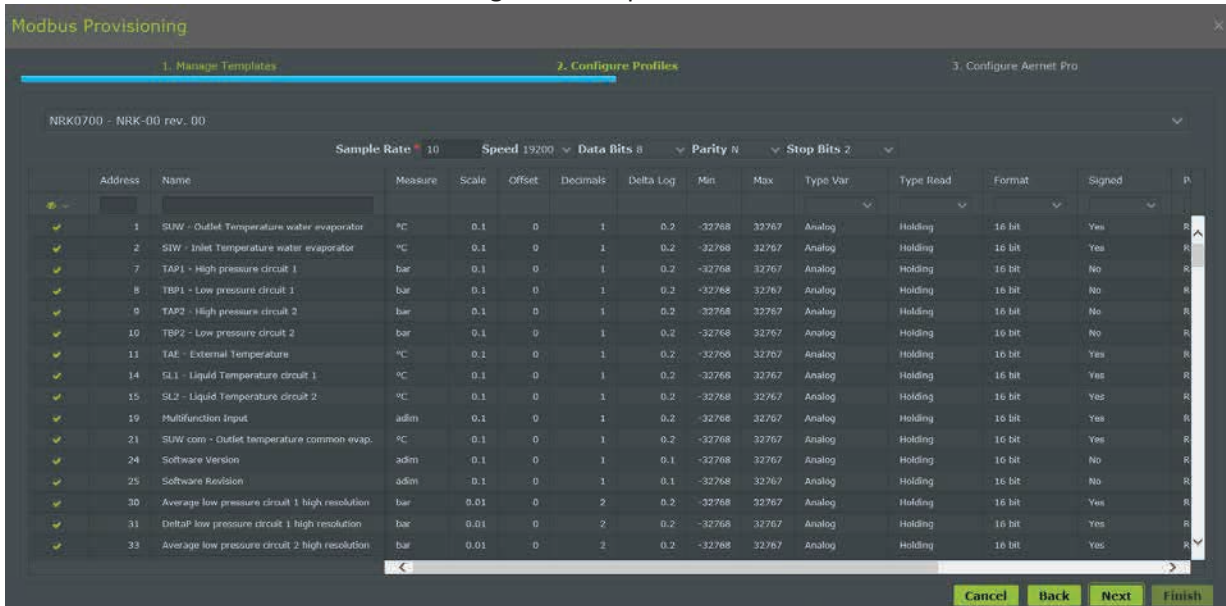 Modbus Provisioning
1. Manage Templates 2. Configure Profiles 3. Configure Aernet Pro
NRK0700 - NRK-00 rev. 00
Sample Rate * 10 Speed 19200 Data Bits 8 Parity N Stop Bits 2
Address Name Measure Scale Offset Decimals Delta Log Min Max Type Var Type Read Format Signed
1 SUW - Outlet Temperature water evaporator ºC 0.1 0 1 0.2 -32768 32767 Analog Holding 16 bit Yes R
2 SIW - Inlet Temperature water evaporator ºC 0.1 0 1 0.2 -32768 32767 Analog Holding 16 bit Yes R
7 TAP1 - High pressure circuit 1 bar 0.1 0 1 0.2 -32768 32767 Analog Holding 16 bit No R
8 TBP1 - Low pressure circuit 1 bar 0.1 0 1 0.2 -32768 32767 Analog Holding 16 bit No R
9 TAP2 - High pressure circuit 2 bar 0.1 0 1 0.2 -32768 32767 Analog Holding 16 bit No R
10 TBP2 - Low pressure circuit 2 bar 0.1 0 1 0.2 -32768 32767 Analog Holding 16 bit No R
11 TAE - External Temperature ºC 0.1 0 1 0.2 -32768 32767 Analog Holding 16 bit Yes R
14 SL1 - Liquid Temperature circuit 1 ºC 0.1 0 1 0.2 -32768 32767 Analog Holding 16 bit Yes R
15 SL2 - Liquid Temperature circuit 2 ºC 0.1 0 1 0.2 -32768 32767 Analog Holding 16 bit Yes R
19 Multifunction Input adim 0.1 0 1 0.2 -32768 32767 Analog Holding 16 bit Yes R
21 SUW com - Outlet temperature common evap. ºC 0.1 0 1 0.2 -32768 32767 Analog Holding 16 bit Yes R
24 Software Version adim 0.1 0 1 0.1 -32768 32767 Analog Holding 16 bit No R
25 Software Revision adim 0.1 0 1 0.1 -32768 32767 Analog Holding 16 bit No R
30 Average low pressure circuit 1 high resolution bar 0.01 0 2 0.2 -32768 32767 Analog Holding 16 bit Yes R
31 DeltaP low pressure circuit 1 high resolution bar 0.01 0 2 0.2 -32768 32767 Analog Holding 16 bit Yes R
33 Average low pressure circuit 2 high resolution bar 0.01 0 2 0.2 -32768 32767 Analog Holding 16 bit Yes R
Cancel Back Next Finish